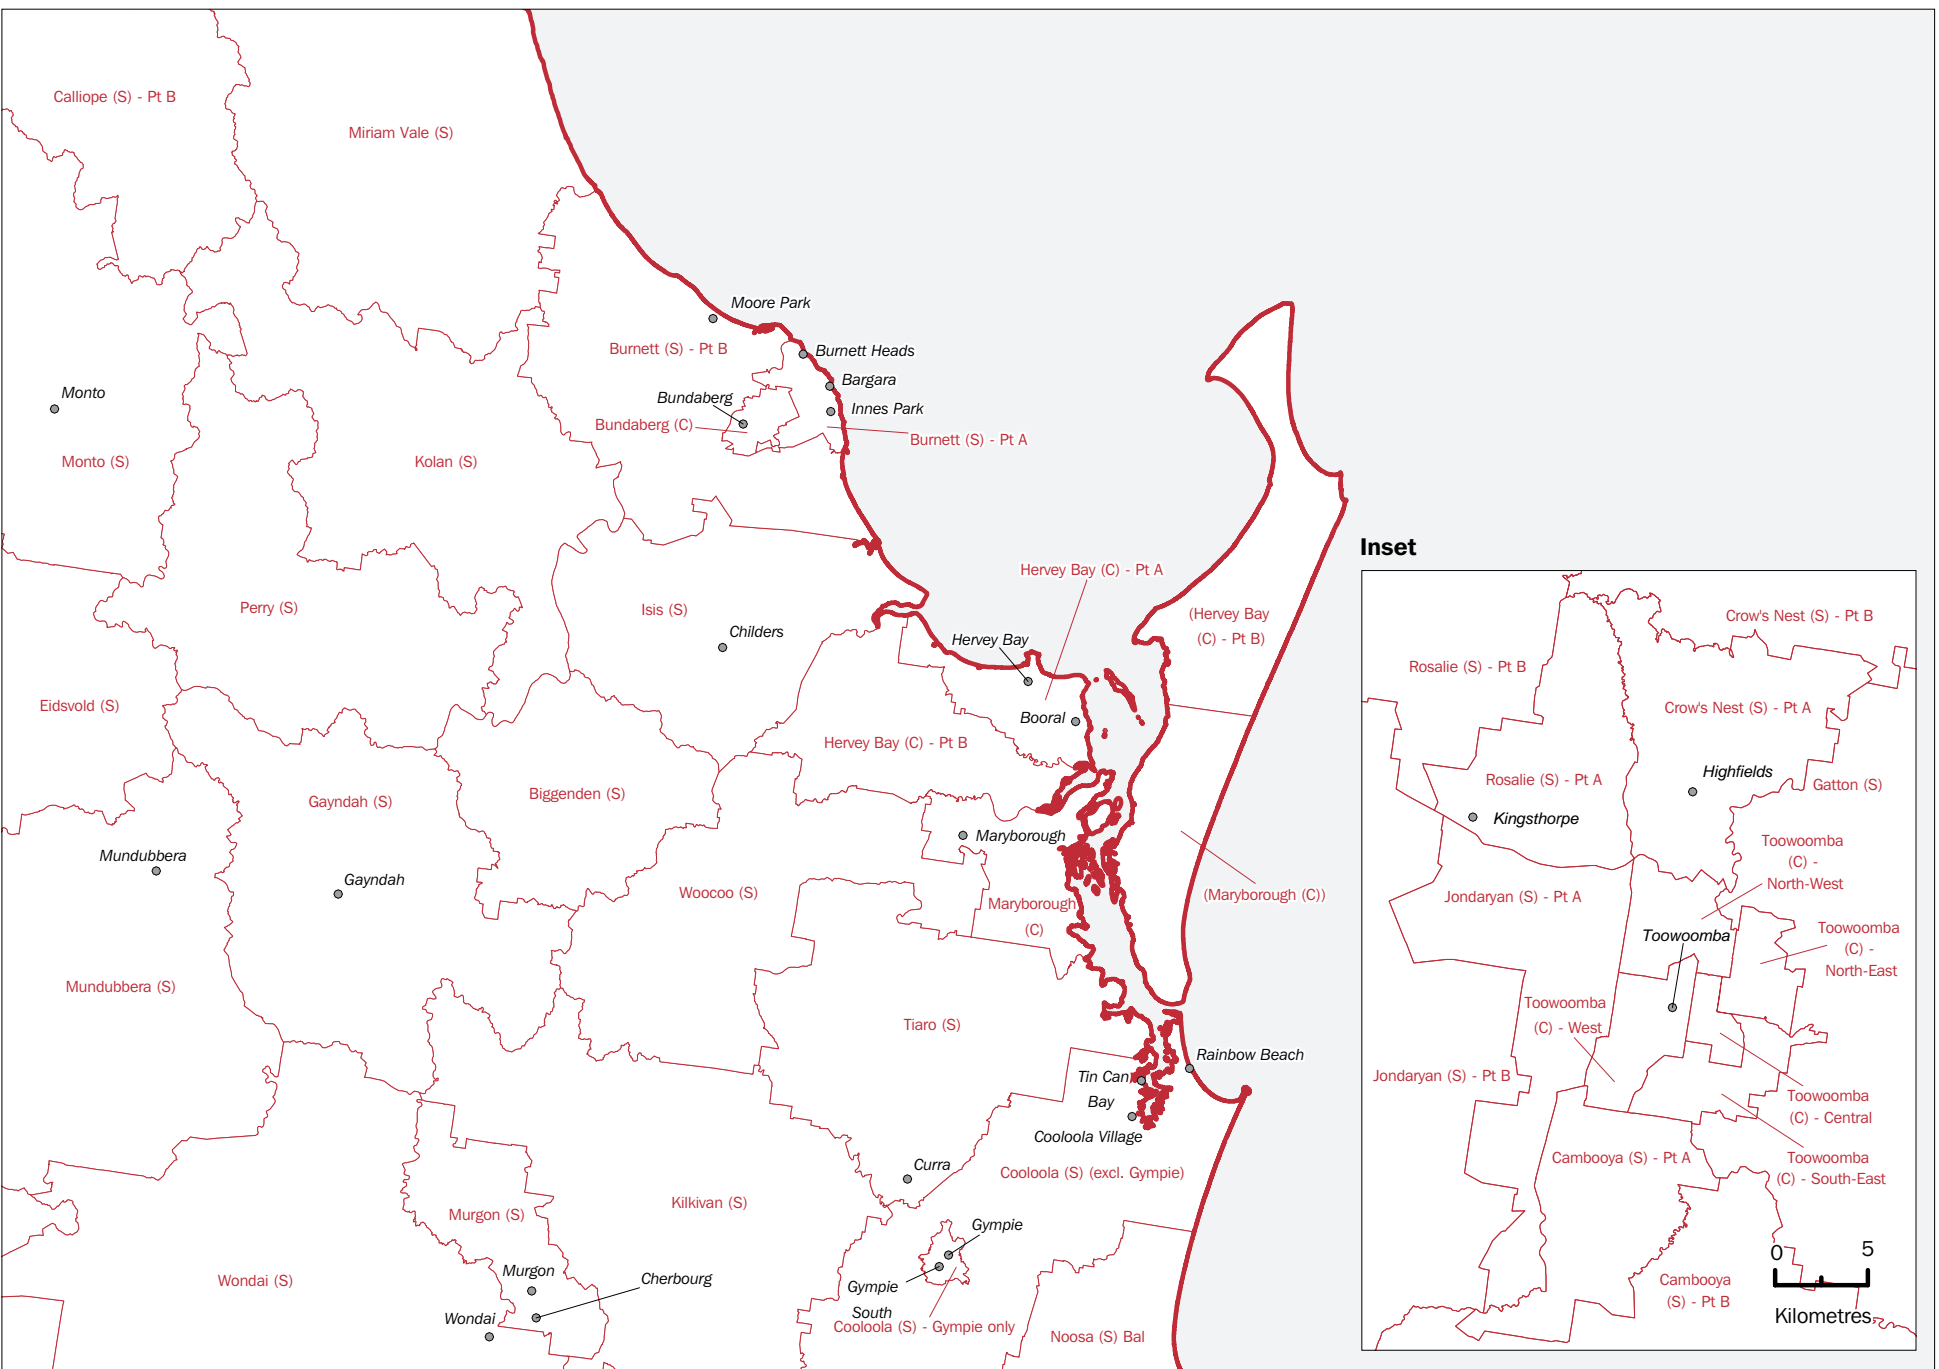 Calliope (S) - Pt B
Miriam Vale (S)
Moore Park
Burnett (S) - Pt B
Burnett Heads
Bargara
Monto
Bundaberg
Innes Park
Bundaberg (C)
Burnett (S) - Pt A
Monto (S)
Kolan (S)
Hervey Bay (C) - Pt A
Perry (S)
Isis (S)
(Hervey Bay
(C) - Pt B)
Childers
Hervey Bay
Eidsvold (S)
Booral
Hervey Bay (C) - Pt B
Gayndah (S)
Biggenden (S)
Maryborough
Mundubbera
Gayndah
Woocoo (S)
Maryborough
(C)
(Maryborough (C))
Mundubbera (S)
Tiaro (S)
Rainbow Beach
Tin Can
Bay
Cooloola Village
Curra
Cooloola (S) (excl. Gympie)
Kilkivan (S)
Murgon (S)
Gympie
Wondai (S)
Murgon
Cherbourg
Gympie
South
Wondai
Cooloola (S) - Gympie only
Noosa (S) Bal
Inset
Crow's Nest (S) - Pt B
Rosalie (S) - Pt B
Crow's Nest (S) - Pt A
Highfields
Rosalie (S) - Pt A
Gatton (S)
Kingsthorpe
Toowoomba
(C) -
North-West
Jondaryan (S) - Pt A
Toowoomba
Toowoomba
(C) -
North-East
Toowoomba
(C) - West
Jondaryan (S) - Pt B
Toowoomba
(C) - Central
Cambooya (S) - Pt A
Toowoomba
(C) - South-East
Cambooya
(S) - Pt B
0 5
Kilometres